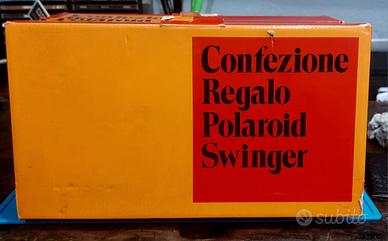 Confezione
Regalo
Polaroid
Swinger
subito